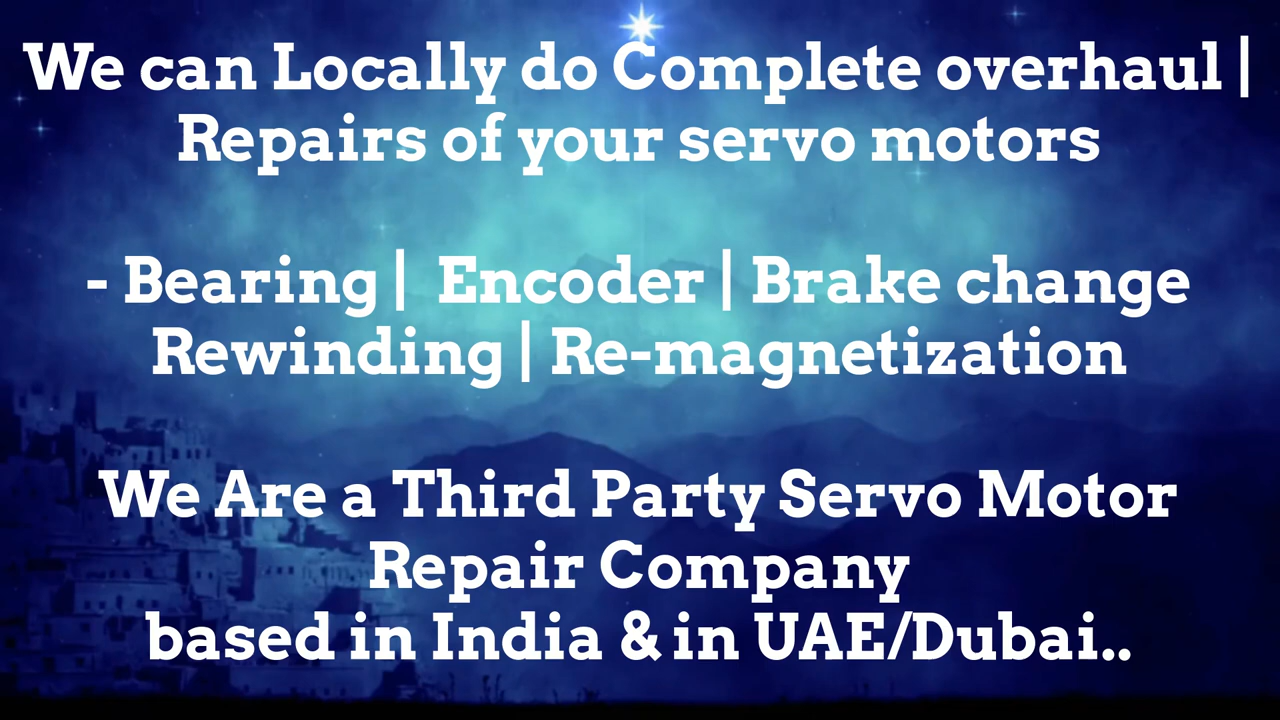 We can Locally do Complete overhaul |
Repairs of your servo motors
- Bearing | Encoder | Brake change
Rewinding | Re-magnetization
We Are a Third Party Servo Motor
Repair Company
based in India & in UAE/Dubai..